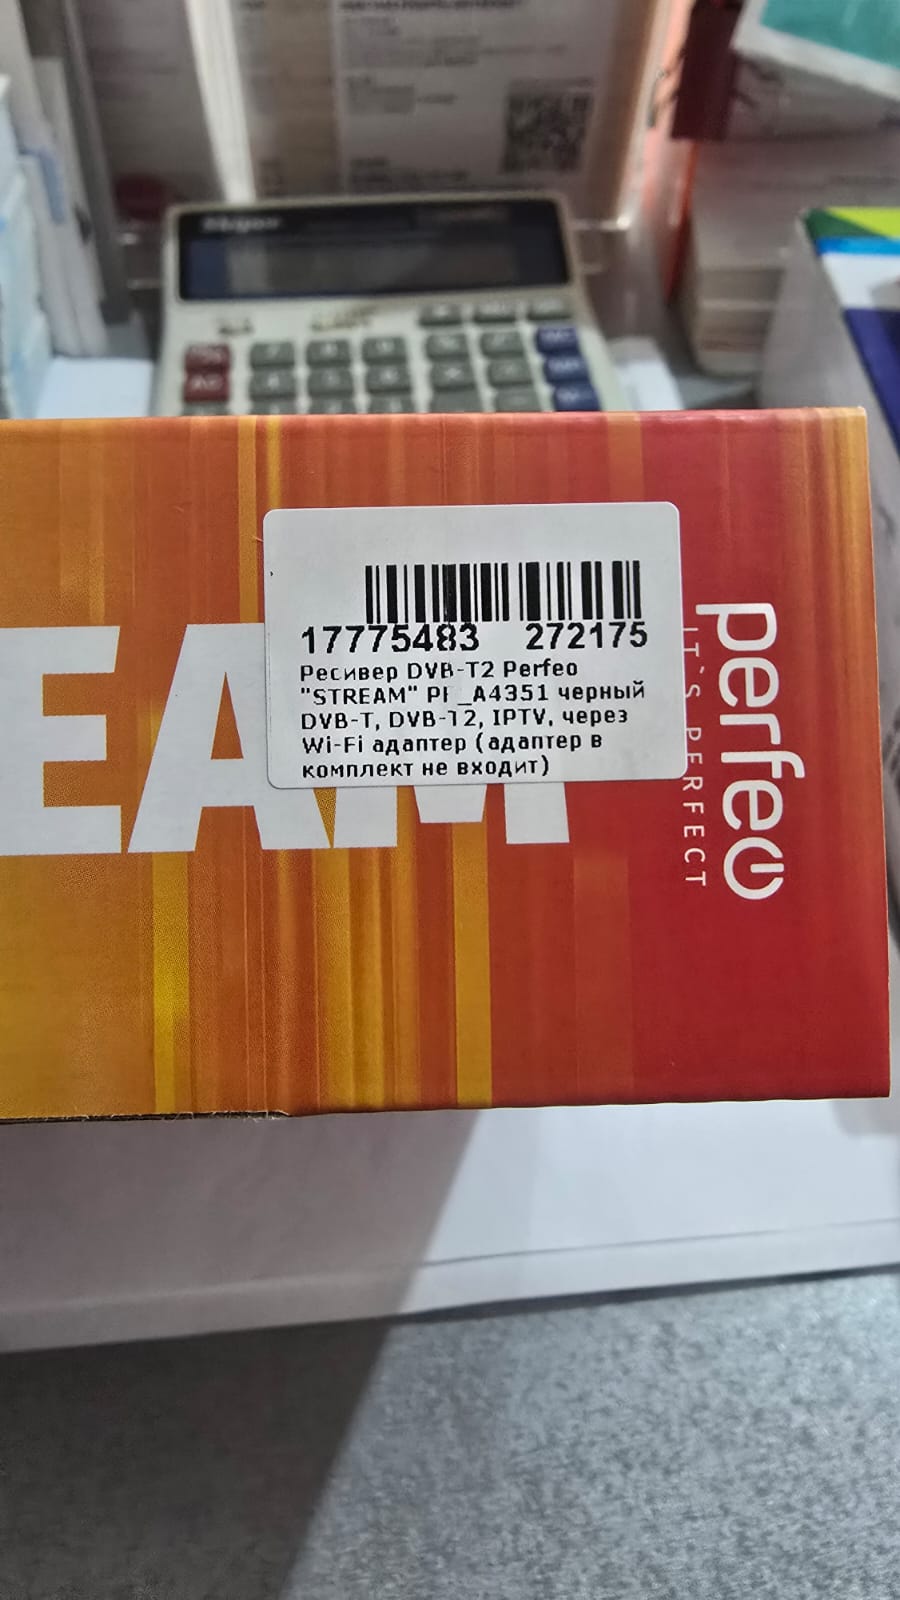 17775483 272175
Ресивер DVB-T2 Perfeo
"STREAM" PF_A4351 черный
DVB-T, DVB-T2, IPTV, через
Wi-Fi адаптер (адаптер в
комплект не входит)
EAM
perfeo
IT`S PERFECT